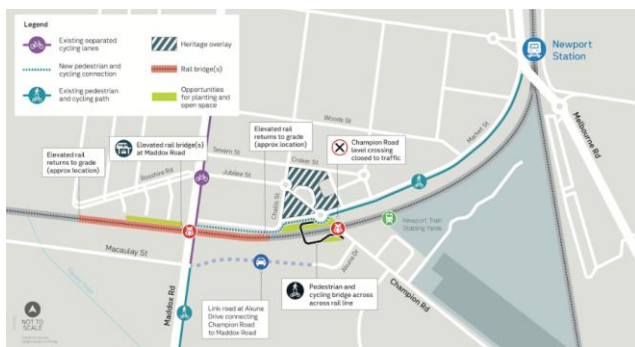 Legend
Existing separated
cycling lanes
New pedestrian and
cycling connection
Existing pedestrian
and cycling path
Heritage overlay
Rail bridge(s)
Opportunities
for planting and
open space
Newport
Station
Melbourne Rd
Woods St
Market St
Elevated rail
returns to grade
(approx location)
Elevated rail bridge(s)
at Maddox Road
Elevated rail
returns to grade
(approx location)
Champion Road
level crossing
closed to traffic
Severn St
Croker St
Rosshire Rd
Jubilee St
Challis St
Newport Train
Stabling Yards
Macaulay St
Maddox Rd
Akuna Dr
Champion Rd
Link road at Akuna
Drive connecting
Champion Road
to Maddox Road
Pedestrian and
cycling bridge across
across rail line
NOT TO
SCALE